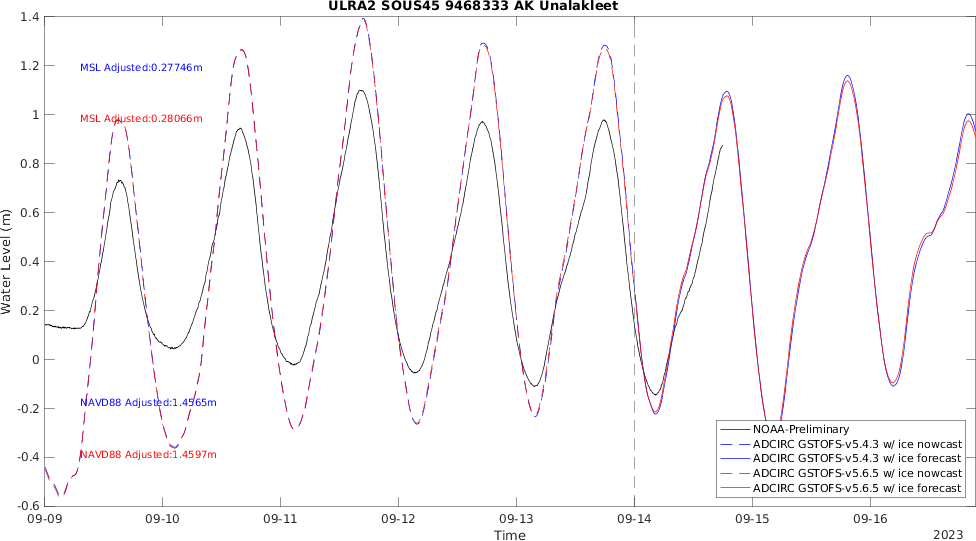 ULRA2 SOUS45 9468333 AK Unalakleet
1.4
1.2
1
0.8
0.6
0.4
0.2
0
-0.2
-0.4
-0.6
Water Level (m)
MSL Adjusted:0.27746m
MSL Adjusted:0.28066m
NAVD88 Adjusted:1.4565m
NAVD88 Adjusted:1.4597m
NOAA-Preliminary
ADCIRC GSTOFS-v5.4.3 w/ ice nowcast
ADCIRC GSTOFS-v5.4.3 w/ ice forecast
ADCIRC GSTOFS-v5.6.5 w/ ice nowcast
ADCIRC GSTOFS-v5.6.5 w/ ice forecast
09-09 09-10 09-11 09-12 09-13 09-14 09-15 09-16
Time
2023